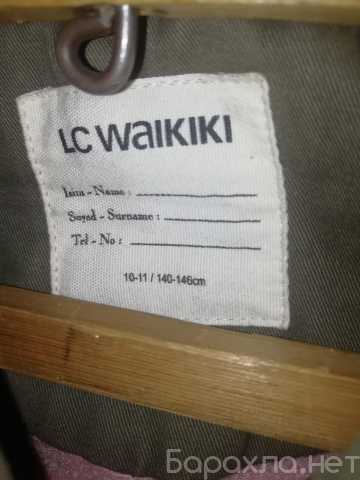 LC WAIKIKI
İsim - Name :
Soyad - Surname :
Tel - No :
10-11 / 140-146cm
Барахла.нет